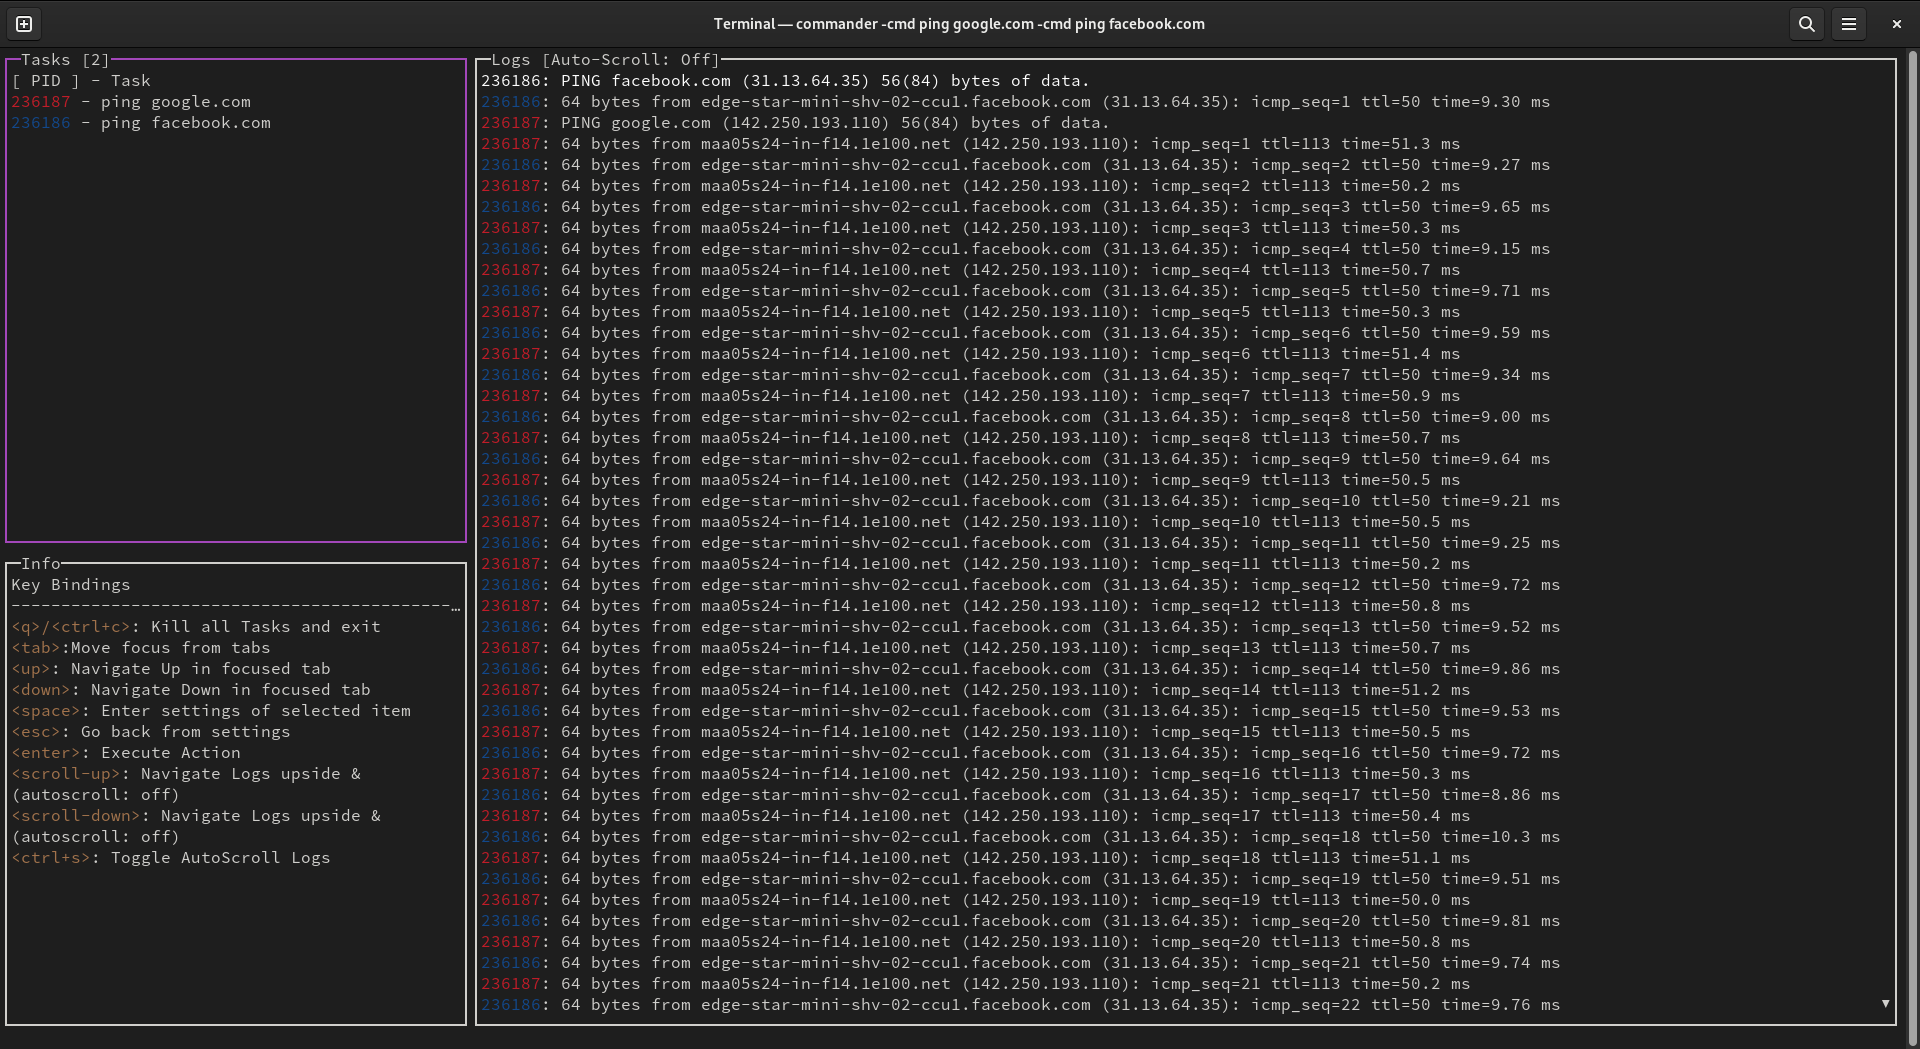 Terminal — commander -cmd ping google.com -cmd ping facebook.com
Tasks [2]
[ PID ] - Task
236187 - ping google.com
236186 - ping facebook.com
Info
Key Bindings
--------------------------------------------…
<q>/<ctrl+c>: Kill all Tasks and exit
<tab>:Move focus from tabs
<up>: Navigate Up in focused tab
<down>: Navigate Down in focused tab
<space>: Enter settings of selected item
<esc>: Go back from settings
<enter>: Execute Action
<scroll-up>: Navigate Logs upside &
(autoscroll: off)
<scroll-down>: Navigate Logs upside &
(autoscroll: off)
<ctrl+s>: Toggle AutoScroll Logs
Logs [Auto-Scroll: Off]
236186: PING facebook.com (31.13.64.35) 56(84) bytes of data.
236186: 64 bytes from edge-star-mini-shv-02-ccu1.facebook.com (31.13.64.35): icmp_seq=1 ttl=50 time=9.30 ms
236187: PING google.com (142.250.193.110) 56(84) bytes of data.
236187: 64 bytes from maa05s24-in-f14.1e100.net (142.250.193.110): icmp_seq=1 ttl=113 time=51.3 ms
236186: 64 bytes from edge-star-mini-shv-02-ccu1.facebook.com (31.13.64.35): icmp_seq=2 ttl=50 time=9.27 ms
236187: 64 bytes from maa05s24-in-f14.1e100.net (142.250.193.110): icmp_seq=2 ttl=113 time=50.2 ms
236186: 64 bytes from edge-star-mini-shv-02-ccu1.facebook.com (31.13.64.35): icmp_seq=3 ttl=50 time=9.65 ms
236187: 64 bytes from maa05s24-in-f14.1e100.net (142.250.193.110): icmp_seq=3 ttl=113 time=50.3 ms
236186: 64 bytes from edge-star-mini-shv-02-ccu1.facebook.com (31.13.64.35): icmp_seq=4 ttl=50 time=9.15 ms
236187: 64 bytes from maa05s24-in-f14.1e100.net (142.250.193.110): icmp_seq=4 ttl=113 time=50.7 ms
236186: 64 bytes from edge-star-mini-shv-02-ccu1.facebook.com (31.13.64.35): icmp_seq=5 ttl=50 time=9.71 ms
236187: 64 bytes from maa05s24-in-f14.1e100.net (142.250.193.110): icmp_seq=5 ttl=113 time=50.3 ms
236186: 64 bytes from edge-star-mini-shv-02-ccu1.facebook.com (31.13.64.35): icmp_seq=6 ttl=50 time=9.59 ms
236187: 64 bytes from maa05s24-in-f14.1e100.net (142.250.193.110): icmp_seq=6 ttl=113 time=51.4 ms
236186: 64 bytes from edge-star-mini-shv-02-ccu1.facebook.com (31.13.64.35): icmp_seq=7 ttl=50 time=9.34 ms
236187: 64 bytes from maa05s24-in-f14.1e100.net (142.250.193.110): icmp_seq=7 ttl=113 time=50.9 ms
236186: 64 bytes from edge-star-mini-shv-02-ccu1.facebook.com (31.13.64.35): icmp_seq=8 ttl=50 time=9.00 ms
236187: 64 bytes from maa05s24-in-f14.1e100.net (142.250.193.110): icmp_seq=8 ttl=113 time=50.7 ms
236186: 64 bytes from edge-star-mini-shv-02-ccu1.facebook.com (31.13.64.35): icmp_seq=9 ttl=50 time=9.64 ms
236187: 64 bytes from maa05s24-in-f14.1e100.net (142.250.193.110): icmp_seq=9 ttl=113 time=50.5 ms
236186: 64 bytes from edge-star-mini-shv-02-ccu1.facebook.com (31.13.64.35): icmp_seq=10 ttl=50 time=9.21 ms
236187: 64 bytes from maa05s24-in-f14.1e100.net (142.250.193.110): icmp_seq=10 ttl=113 time=50.5 ms
236186: 64 bytes from edge-star-mini-shv-02-ccu1.facebook.com (31.13.64.35): icmp_seq=11 ttl=50 time=9.25 ms
236187: 64 bytes from maa05s24-in-f14.1e100.net (142.250.193.110): icmp_seq=11 ttl=113 time=50.2 ms
236186: 64 bytes from edge-star-mini-shv-02-ccu1.facebook.com (31.13.64.35): icmp_seq=12 ttl=50 time=9.72 ms
236187: 64 bytes from maa05s24-in-f14.1e100.net (142.250.193.110): icmp_seq=12 ttl=113 time=50.8 ms
236186: 64 bytes from edge-star-mini-shv-02-ccu1.facebook.com (31.13.64.35): icmp_seq=13 ttl=50 time=9.52 ms
236187: 64 bytes from maa05s24-in-f14.1e100.net (142.250.193.110): icmp_seq=13 ttl=113 time=50.7 ms
236186: 64 bytes from edge-star-mini-shv-02-ccu1.facebook.com (31.13.64.35): icmp_seq=14 ttl=50 time=9.86 ms
236187: 64 bytes from maa05s24-in-f14.1e100.net (142.250.193.110): icmp_seq=14 ttl=113 time=51.2 ms
236186: 64 bytes from edge-star-mini-shv-02-ccu1.facebook.com (31.13.64.35): icmp_seq=15 ttl=50 time=9.53 ms
236187: 64 bytes from maa05s24-in-f14.1e100.net (142.250.193.110): icmp_seq=15 ttl=113 time=50.5 ms
236186: 64 bytes from edge-star-mini-shv-02-ccu1.facebook.com (31.13.64.35): icmp_seq=16 ttl=50 time=9.72 ms
236187: 64 bytes from maa05s24-in-f14.1e100.net (142.250.193.110): icmp_seq=16 ttl=113 time=50.3 ms
236186: 64 bytes from edge-star-mini-shv-02-ccu1.facebook.com (31.13.64.35): icmp_seq=17 ttl=50 time=8.86 ms
236187: 64 bytes from maa05s24-in-f14.1e100.net (142.250.193.110): icmp_seq=17 ttl=113 time=50.4 ms
236186: 64 bytes from edge-star-mini-shv-02-ccu1.facebook.com (31.13.64.35): icmp_seq=18 ttl=50 time=10.3 ms
236187: 64 bytes from maa05s24-in-f14.1e100.net (142.250.193.110): icmp_seq=18 ttl=113 time=51.1 ms
236186: 64 bytes from edge-star-mini-shv-02-ccu1.facebook.com (31.13.64.35): icmp_seq=19 ttl=50 time=9.51 ms
236187: 64 bytes from maa05s24-in-f14.1e100.net (142.250.193.110): icmp_seq=19 ttl=113 time=50.0 ms
236186: 64 bytes from edge-star-mini-shv-02-ccu1.facebook.com (31.13.64.35): icmp_seq=20 ttl=50 time=9.81 ms
236187: 64 bytes from maa05s24-in-f14.1e100.net (142.250.193.110): icmp_seq=20 ttl=113 time=50.8 ms
236186: 64 bytes from edge-star-mini-shv-02-ccu1.facebook.com (31.13.64.35): icmp_seq=21 ttl=50 time=9.74 ms
236187: 64 bytes from maa05s24-in-f14.1e100.net (142.250.193.110): icmp_seq=21 ttl=113 time=50.2 ms
236186: 64 bytes from edge-star-mini-shv-02-ccu1.facebook.com (31.13.64.35): icmp_seq=22 ttl=50 time=9.76 ms